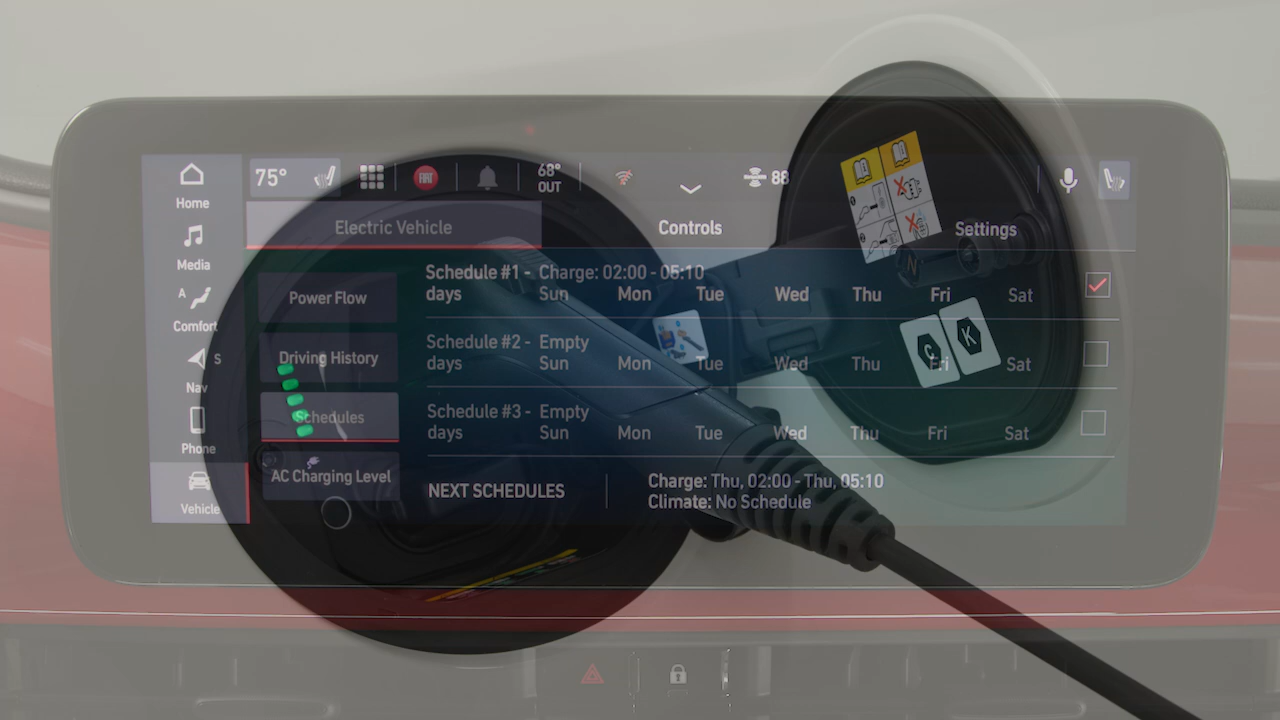 75°
FIAT
68°
OUT
88
Home
Media
A
Comfort
S
Nav
Phone
Vehicle
Electric Vehicle
Controls
Settings
Power Flow
Driving History
Schedules
AC Charging Level
Schedule #1 - Charge: 02:00 - 05:10
days Sun Mon Tue Wed Thu Fri Sat
Schedule #2 - Empty
days Sun Mon Tue Wed Thu Fri Sat
Schedule #3 - Empty
days Sun Mon Tue Wed Thu Fri Sat
NEXT SCHEDULES
Charge: Thu, 02:00 - Thu, 05:10
Climate: No Schedule
C
K